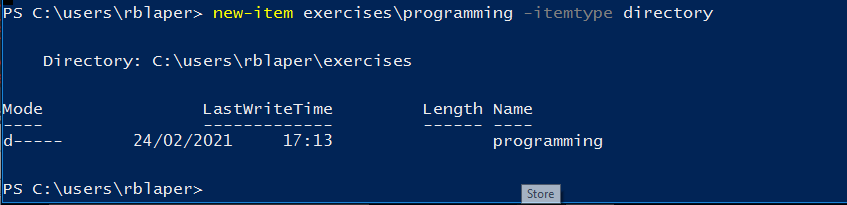 PS C:\users\rblaper> new-item exercises\programming -itemtype directory
Directory: C:\users\rblaper\exercises
Mode LastWriteTime Length Name
---- ------------- ------ ----
d----- 24/02/2021 17:13 programming
PS C:\users\rblaper>
Store